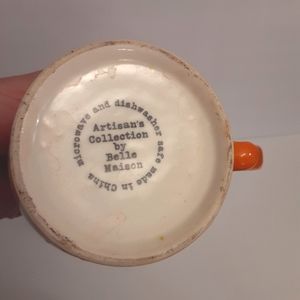 Microwave and dishwasher safe made in China
Artisan's
Collection
by
Belle
Maison